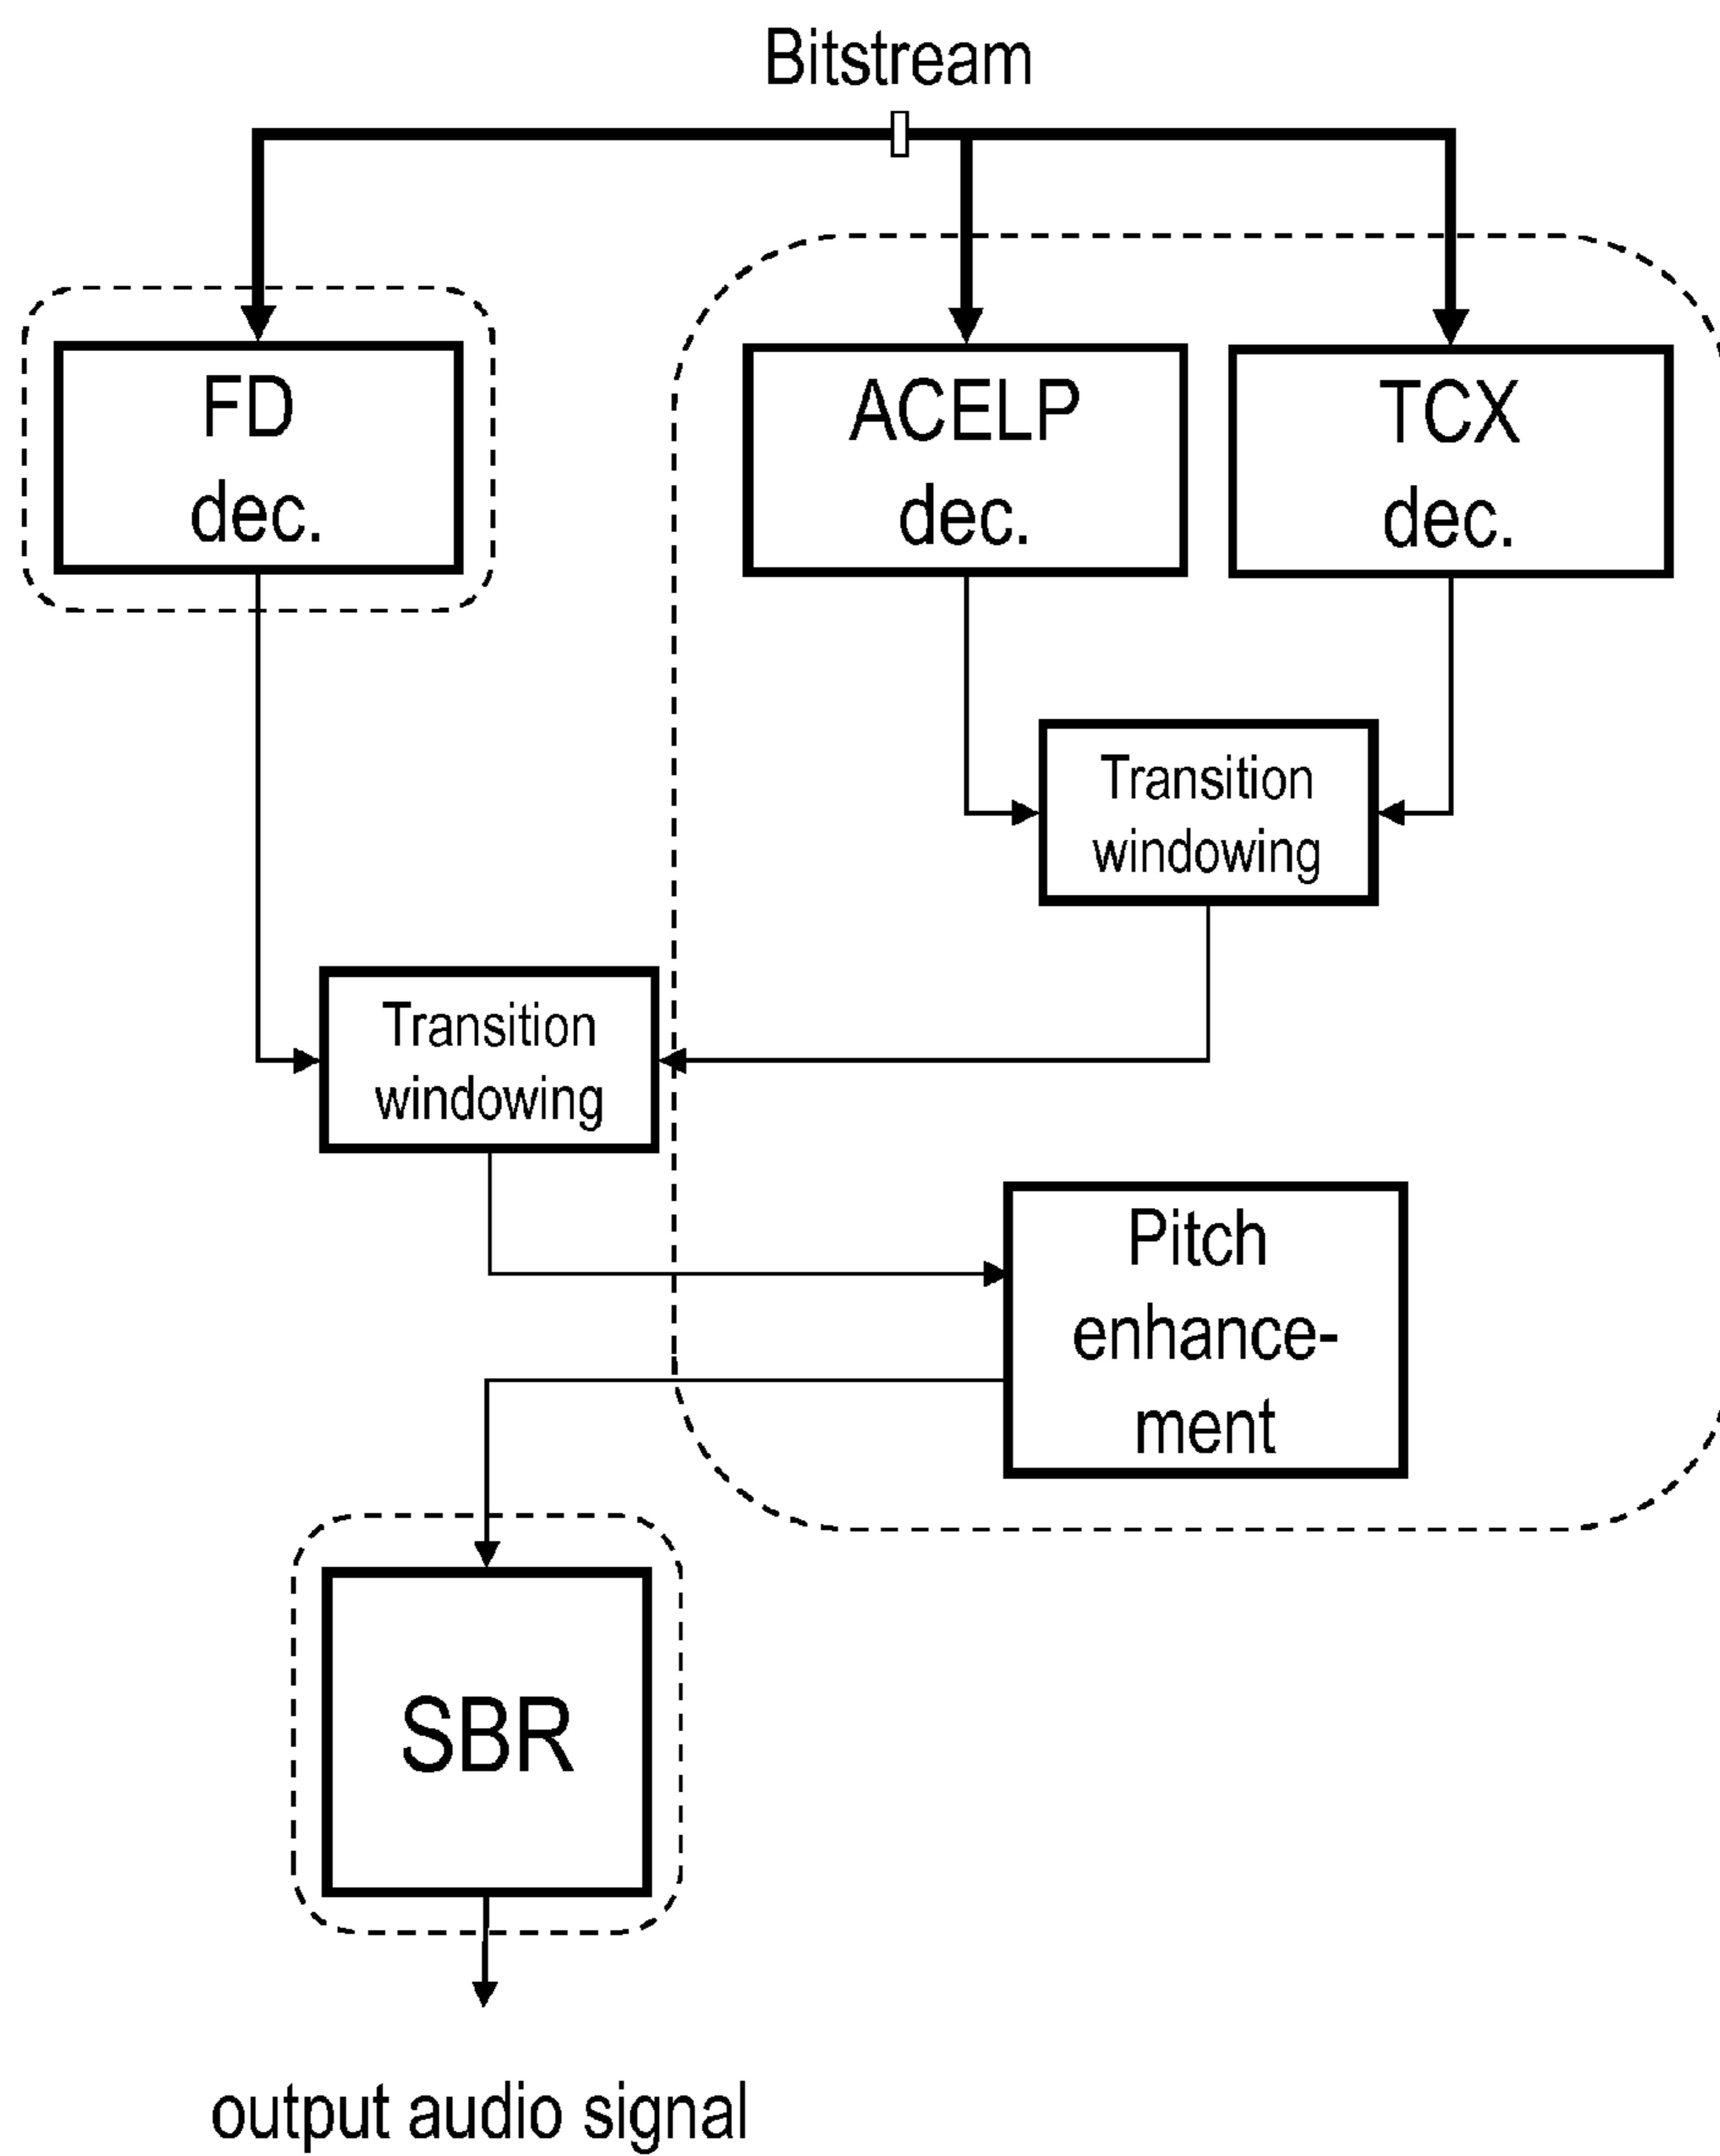 Bitstream
FD
dec.
ACELP
dec.
TCX
dec.
Transition
windowing
Transition
windowing
Pitch
enhance-
ment
SBR
output audio signal